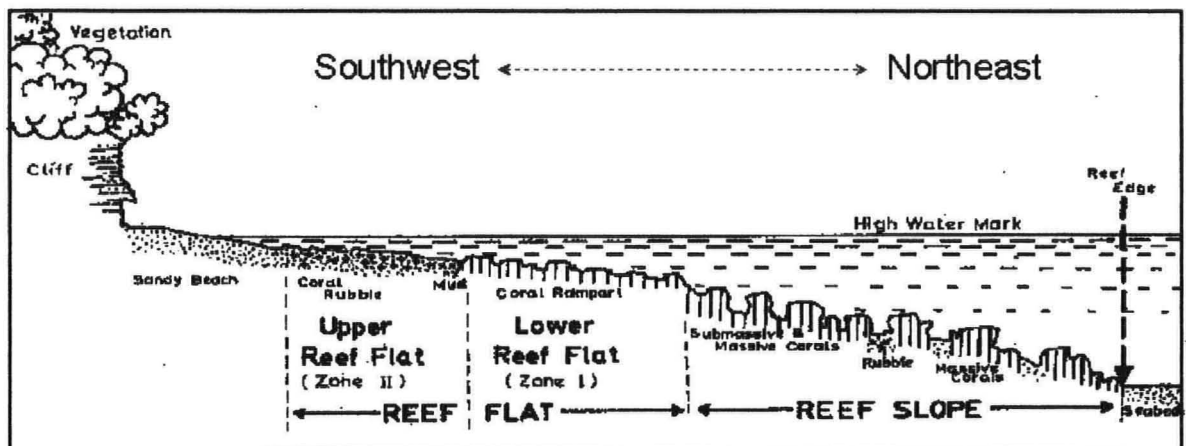 Vegetation
Southwest Northeast
Cliff
Reef
Edge
High Water Mark
Sandy Beach
Coral
Rubble
Mud
Coral Rampart
Submassive &
Massive Corals
Rubble
Massive
Corals
Seabed
Upper
Reef Flat
(Zone II)
Lower
Reef Flat
(Zone I)
REEF FLAT
REEF SLOPE